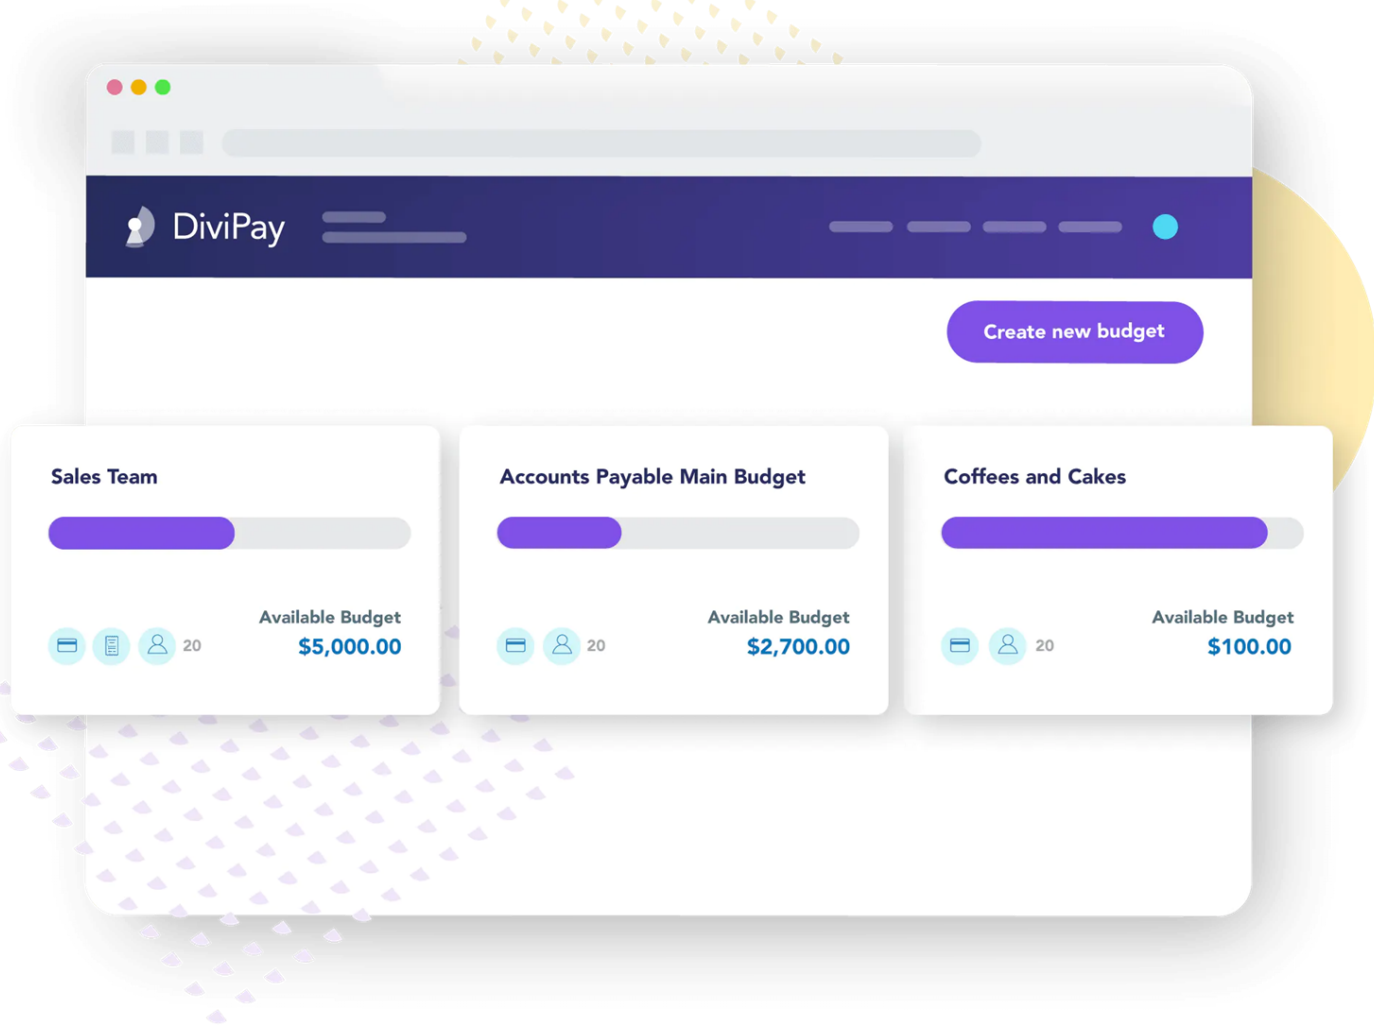 DiviPay
Create new budget
Sales Team
Available Budget
20
$5,000.00
Accounts Payable Main Budget
Available Budget
20
$2,700.00
Coffees and Cakes
Available Budget
20
$100.00